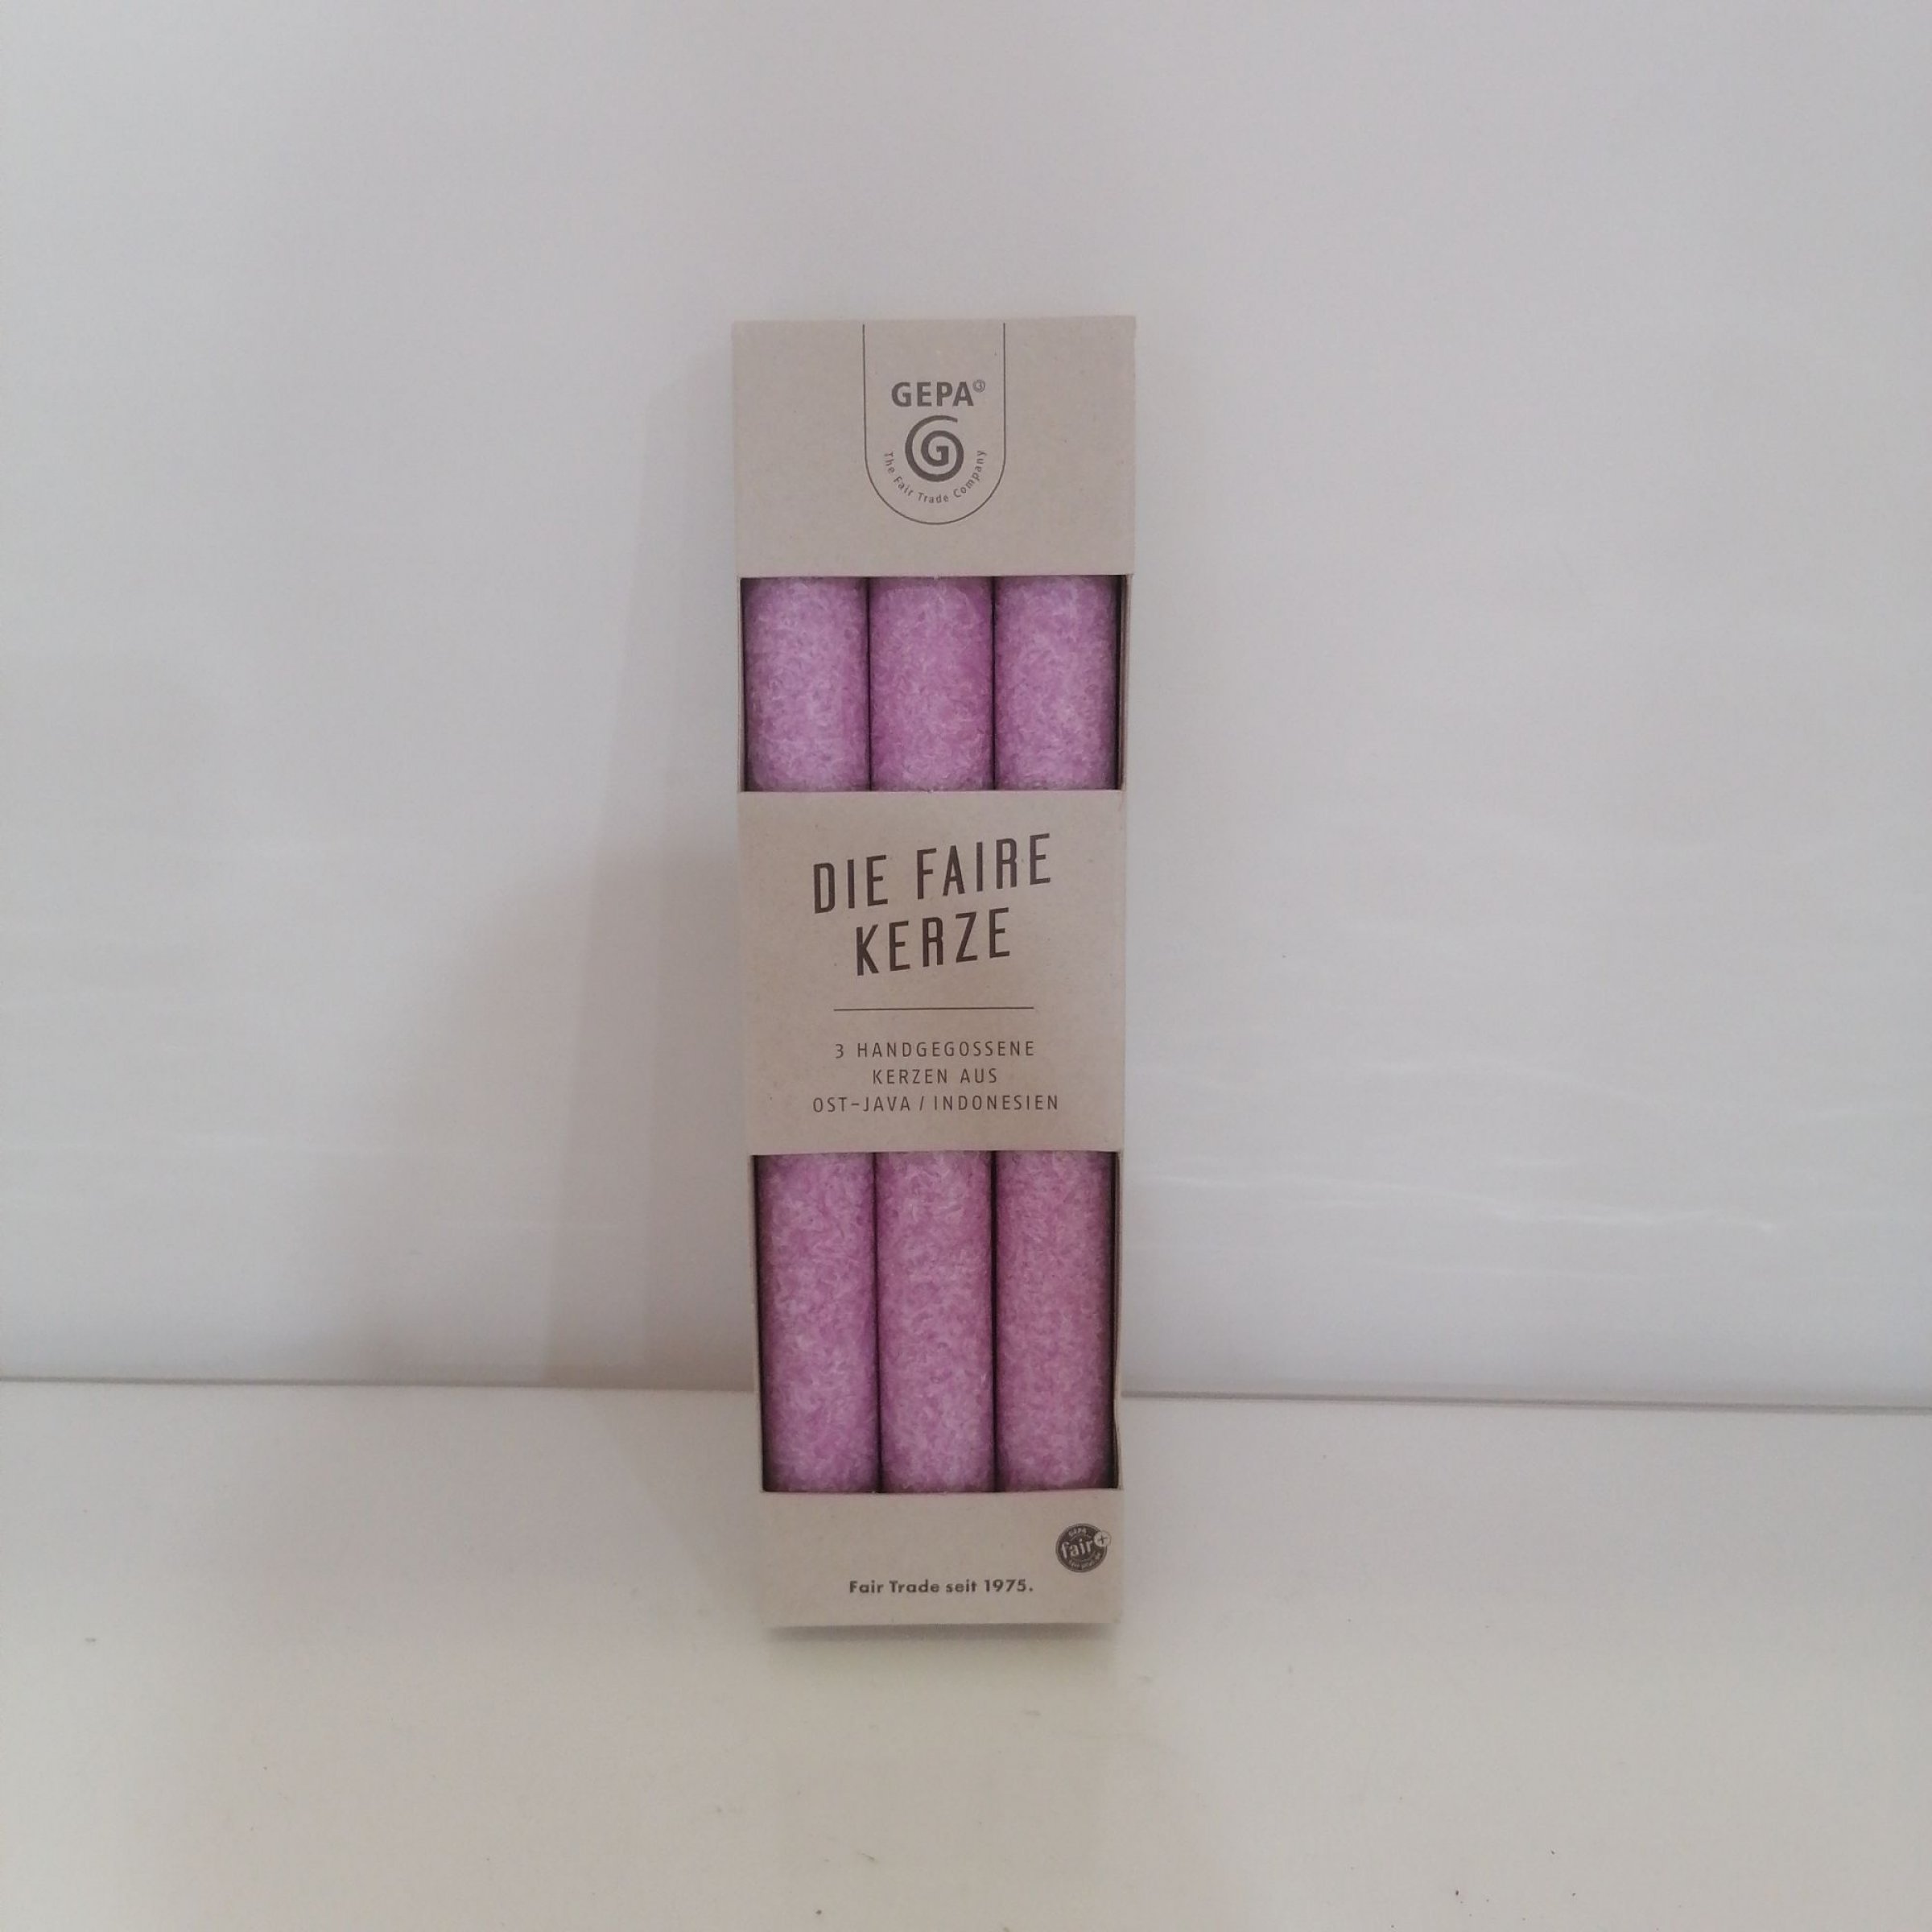 GEPA
G
The Fair Trade Company
DIE FAIRE
KERZE
3 HANDGEGOSSENE
KERZEN AUS
OST-JAVA / INDONESIEN
GEPA
fair+
Fair Trade seit 1975.